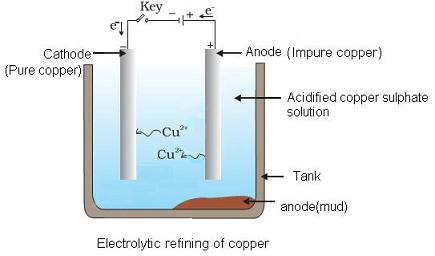 Key
e⁻
− +
e⁻
− +
Cathode
(Pure copper)
Anode (Impure copper)
Acidified copper sulphate
solution
Cu²⁺
Cu²⁺
Tank
anode(mud)
Electrolytic refining of copper